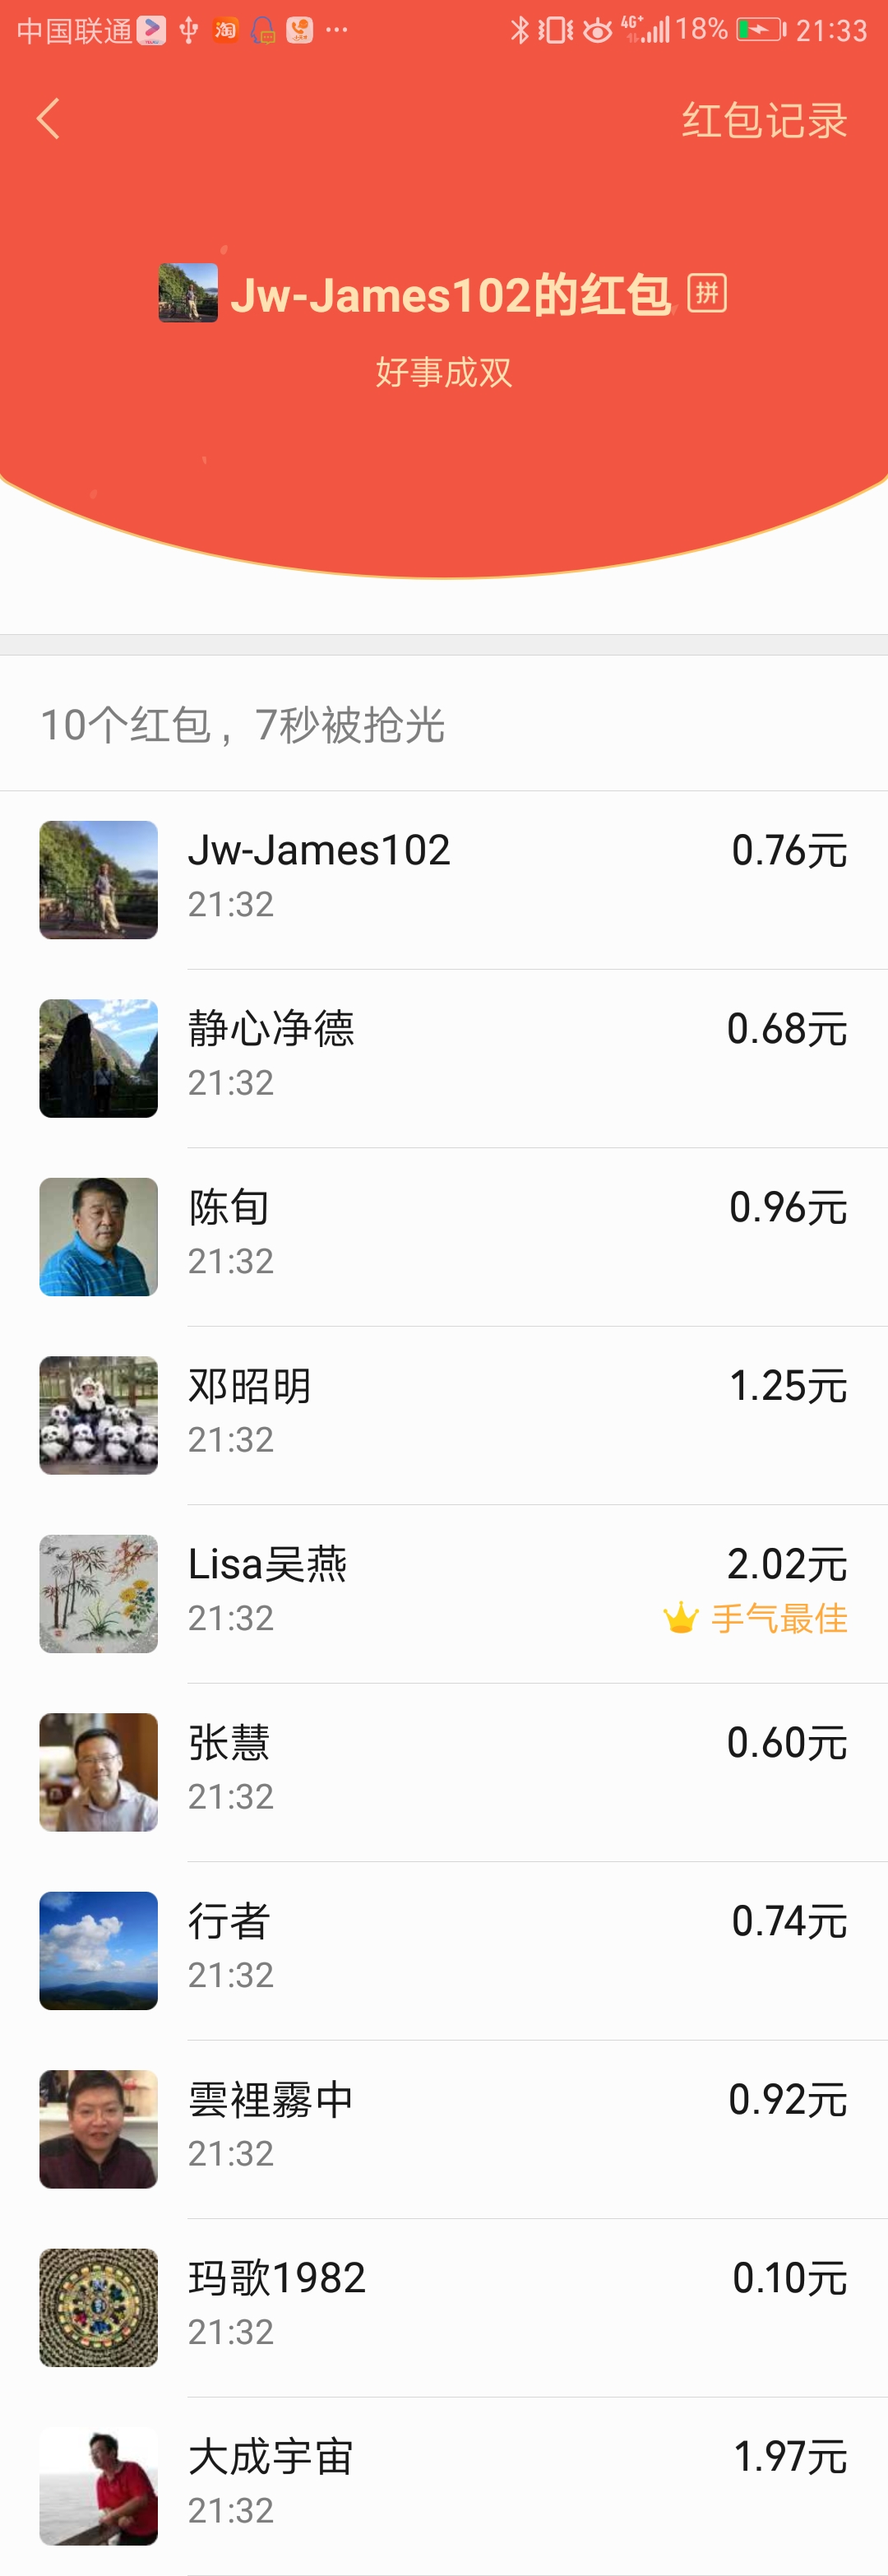 中国联通 淘 ... 4G+ 18% 21:33
红包记录
Jw-James102的红包 拼
好事成双
10个红包，7秒被抢光
Jw-James102 0.76元
21:32
静心净德 0.68元
21:32
陈旬 0.96元
21:32
邓昭明 1.25元
21:32
Lisa吴燕 2.02元
21:32 手气最佳
张慧 0.60元
21:32
行者 0.74元
21:32
雲裡霧中 0.92元
21:32
玛歌1982 0.10元
21:32
大成宇宙 1.97元
21:32